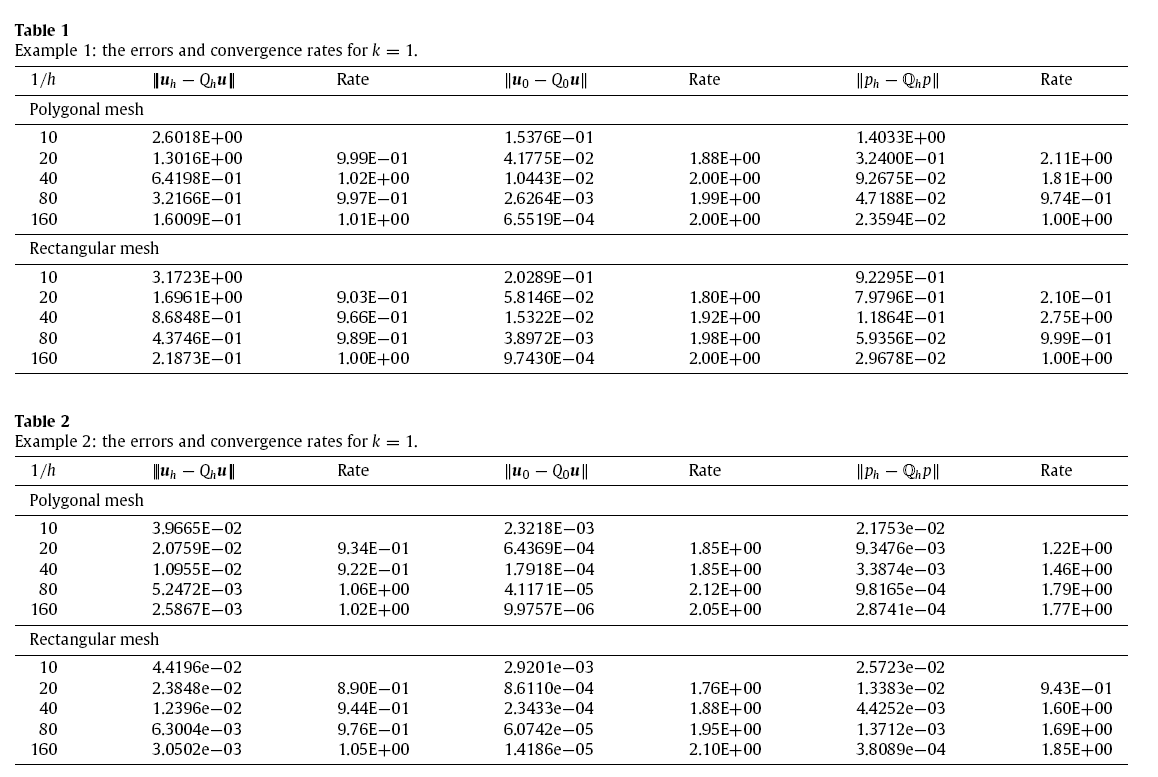 Table 1
Example 1: the errors and convergence rates for k = 1.
1/h ⦀u_h − Q_h u⦀ Rate ‖u_0 − Q_0 u‖ Rate ‖p_h − ℚ_h p‖ Rate
Polygonal mesh
10 2.6018E+00 1.5376E−01 1.4033E+00
20 1.3016E+00 9.99E−01 4.1775E−02 1.88E+00 3.2400E−01 2.11E+00
40 6.4198E−01 1.02E+00 1.0443E−02 2.00E+00 9.2675E−02 1.81E+00
80 3.2166E−01 9.97E−01 2.6264E−03 1.99E+00 4.7188E−02 9.74E−01
160 1.6009E−01 1.01E+00 6.5519E−04 2.00E+00 2.3594E−02 1.00E+00
Rectangular mesh
10 3.1723E+00 2.0289E−01 9.2295E−01
20 1.6961E+00 9.03E−01 5.8146E−02 1.80E+00 7.9796E−01 2.10E−01
40 8.6848E−01 9.66E−01 1.5322E−02 1.92E+00 1.1864E−01 2.75E+00
80 4.3746E−01 9.89E−01 3.8972E−03 1.98E+00 5.9356E−02 9.99E−01
160 2.1873E−01 1.00E+00 9.7430E−04 2.00E+00 2.9678E−02 1.00E+00
Table 2
Example 2: the errors and convergence rates for k = 1.
1/h ⦀u_h − Q_h u⦀ Rate ‖u_0 − Q_0 u‖ Rate ‖p_h − ℚ_h p‖ Rate
Polygonal mesh
10 3.9665E−02 2.3218E−03 2.1753e−02
20 2.0759E−02 9.34E−01 6.4369E−04 1.85E+00 9.3476e−03 1.22E+00
40 1.0955E−02 9.22E−01 1.7918E−04 1.85E+00 3.3874e−03 1.46E+00
80 5.2472E−03 1.06E+00 4.1171E−05 2.12E+00 9.8165e−04 1.79E+00
160 2.5867E−03 1.02E+00 9.9757E−06 2.05E+00 2.8741e−04 1.77E+00
Rectangular mesh
10 4.4196e−02 2.9201e−03 2.5723e−02
20 2.3848e−02 8.90E−01 8.6110e−04 1.76E+00 1.3383e−02 9.43E−01
40 1.2396e−02 9.44E−01 2.3433e−04 1.88E+00 4.4252e−03 1.60E+00
80 6.3004e−03 9.76E−01 6.0742e−05 1.95E+00 1.3712e−03 1.69E+00
160 3.0502e−03 1.05E+00 1.4186e−05 2.10E+00 3.8089e−04 1.85E+00